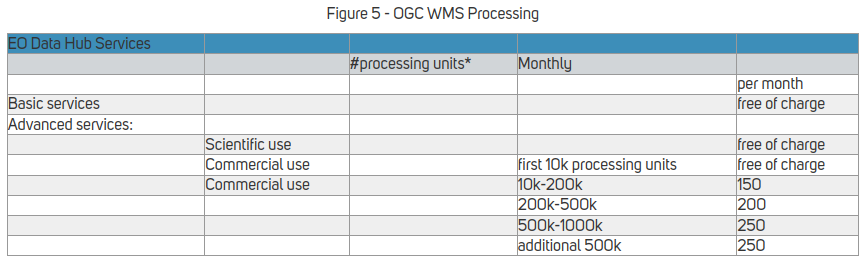 Figure 5 - OGC WMS Processing
EO Data Hub Services
#processing units* Monthly
per month
Basic services free of charge
Advanced services:
Scientific use free of charge
Commercial use first 10k processing units free of charge
Commercial use 10k-200k 150
200k-500k 200
500k-1000k 250
additional 500k 250